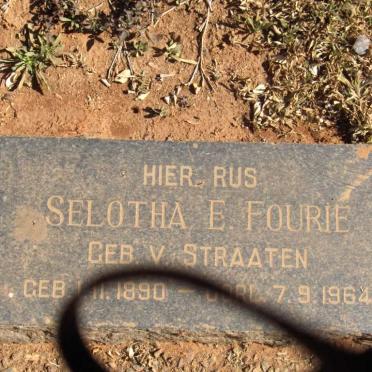 HIER RUS
SELOTHA E. FOURIE
GEB. V. STRAATEN
GEB. 1.11.1890 — OORL. 7.9.1964